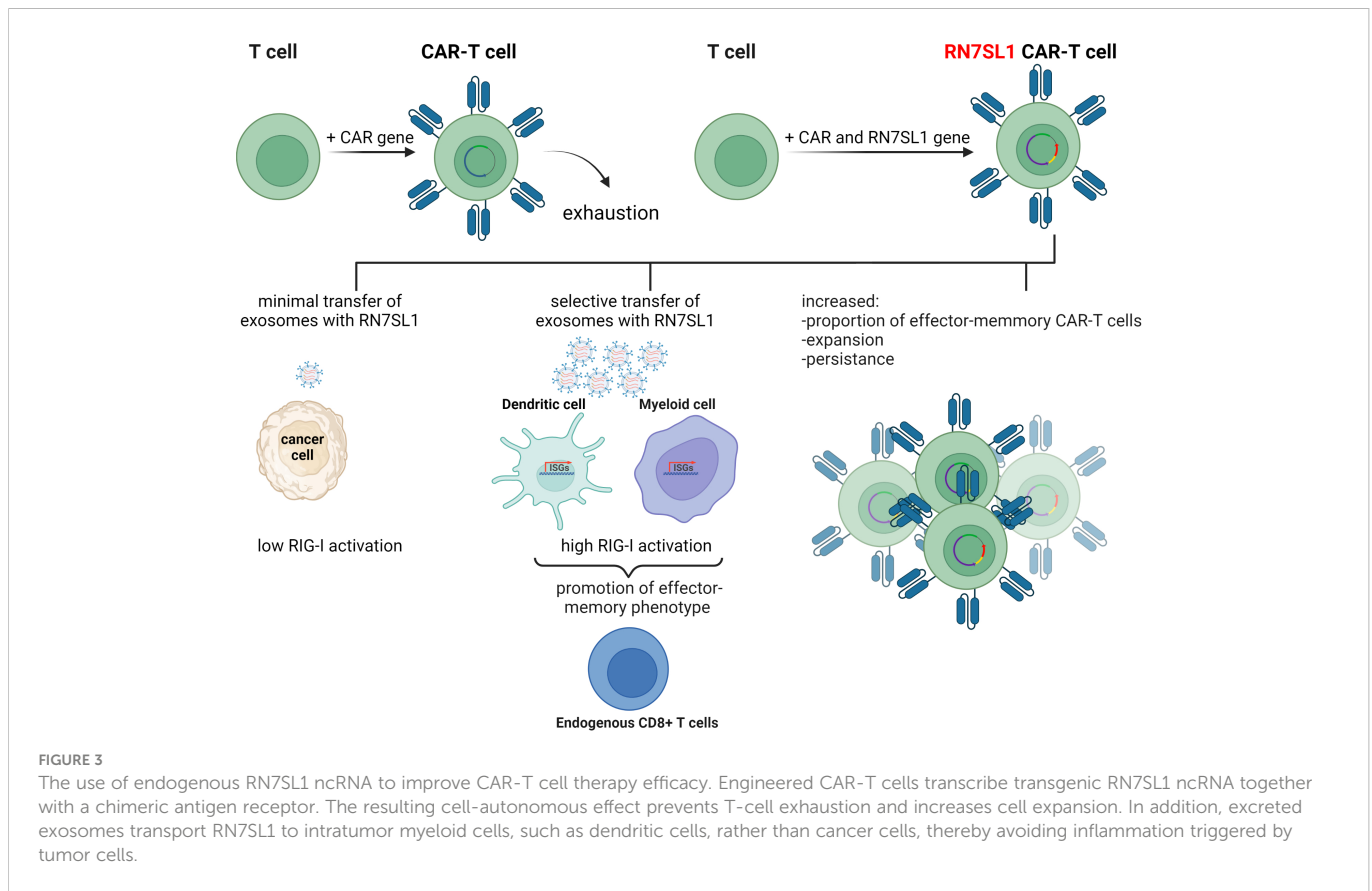 T cell
CAR-T cell
T cell
RN7SL1 CAR-T cell
+ CAR gene
+ CAR and RN7SL1 gene
exhaustion
minimal transfer of
exosomes with RN7SL1
selective transfer of
exosomes with RN7SL1
increased:
-proportion of effector-memmory CAR-T cells
-expansion
-persistance
Dendritic cell
Myeloid cell
cancer
cell
ISGs
ISGs
low RIG-I activation
high RIG-I activation
promotion of effector-
memory phenotype
Endogenous CD8+ T cells
FIGURE 3
The use of endogenous RN7SL1 ncRNA to improve CAR-T cell therapy efficacy. Engineered CAR-T cells transcribe transgenic RN7SL1 ncRNA together
with a chimeric antigen receptor. The resulting cell-autonomous effect prevents T-cell exhaustion and increases cell expansion. In addition, excreted
exosomes transport RN7SL1 to intratumor myeloid cells, such as dendritic cells, rather than cancer cells, thereby avoiding inflammation triggered by
tumor cells.